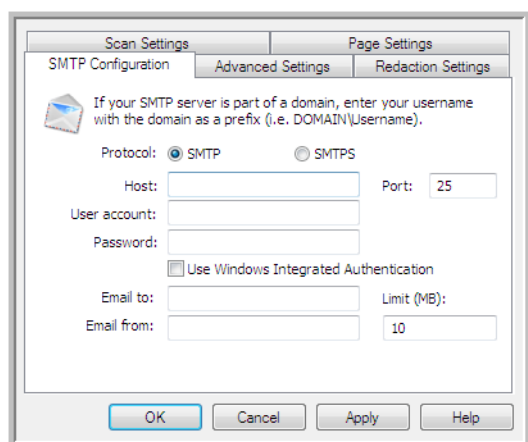 Scan Settings Page Settings
SMTP Configuration Advanced Settings Redaction Settings
If your SMTP server is part of a domain, enter your username
with the domain as a prefix (i.e. DOMAIN\Username).
Protocol: SMTP SMTPS
Host: Port: 25
User account:
Password:
Use Windows Integrated Authentication
Email to: Limit (MB):
Email from: 10
OK Cancel Apply Help